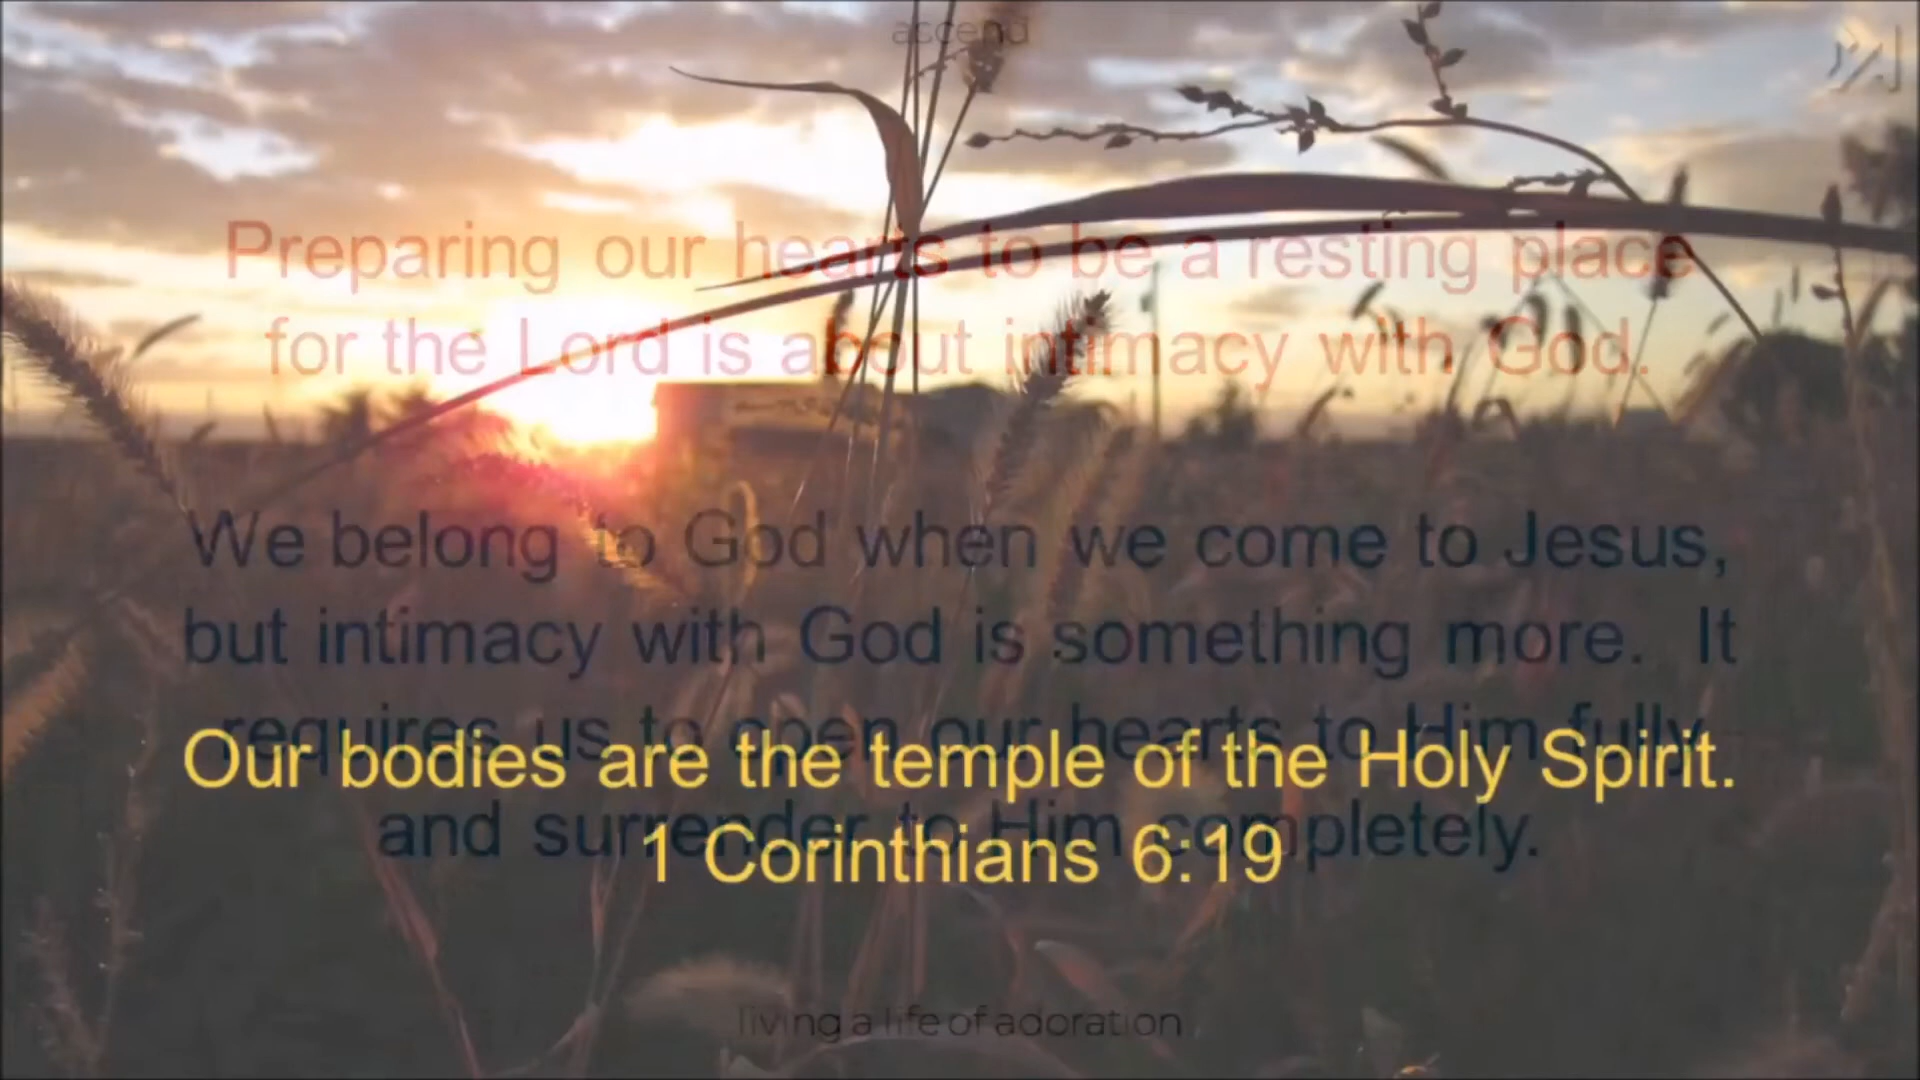 ascend
Preparing our hearts to be a resting place
for the Lord is about intimacy with God.
We belong to God when we come to Jesus,
but intimacy with God is something more. It
requires us to open our hearts to Him fully
and surrender to Him completely.
Our bodies are the temple of the Holy Spirit.
1 Corinthians 6:19
living a life of adoration